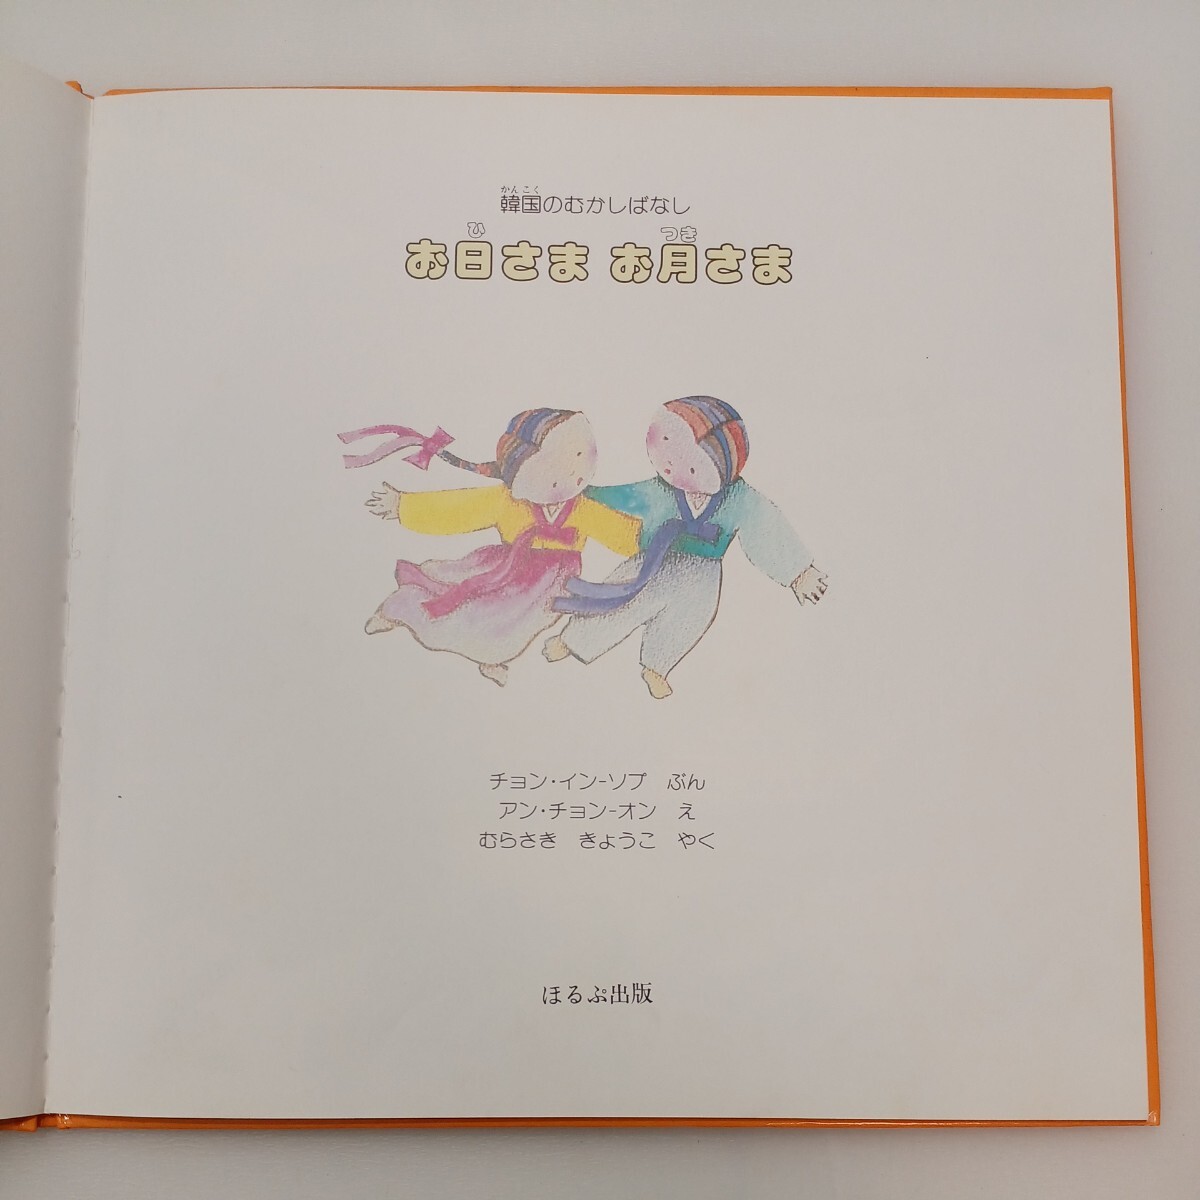 かんこく
韓国のむかしばなし
ひ つき
お日さま お月さま
チョン・イン-ソプ ぶん
アン・チョン-オン え
むらさき きょうこ やく
ほるぷ出版